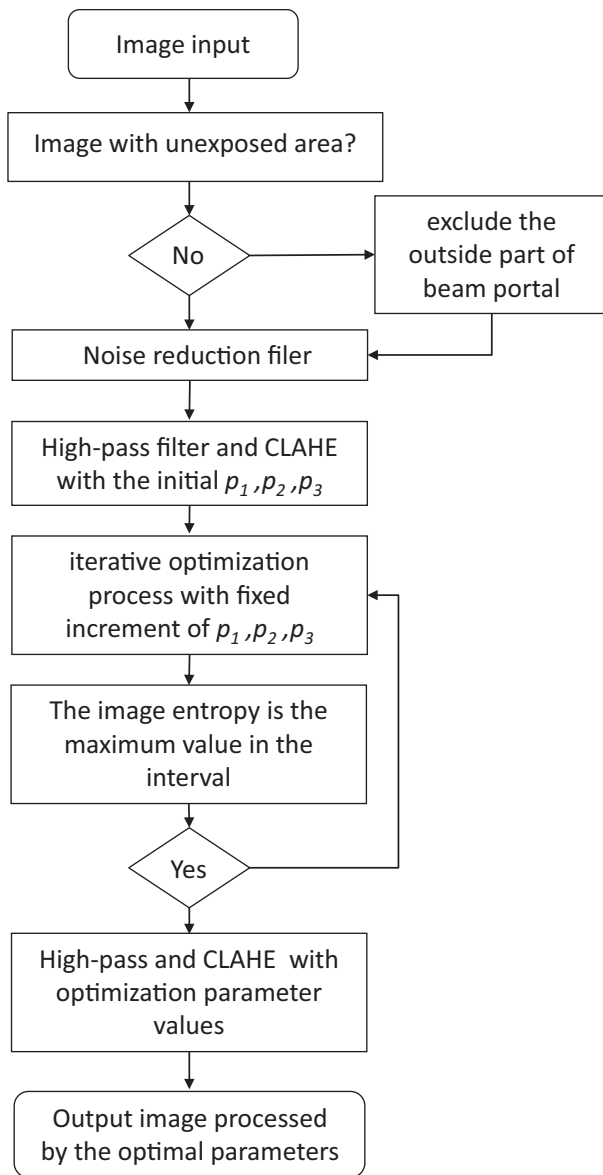 Image input
Image with unexposed area?
No
exclude the
outside part of
beam portal
Noise reduction filer
High-pass filter and CLAHE
with the initial p1 ,p2 ,p3
iterative optimization
process with fixed
increment of p1 ,p2 ,p3
The image entropy is the
maximum value in the
interval
Yes
High-pass and CLAHE with
optimization parameter
values
Output image processed
by the optimal parameters